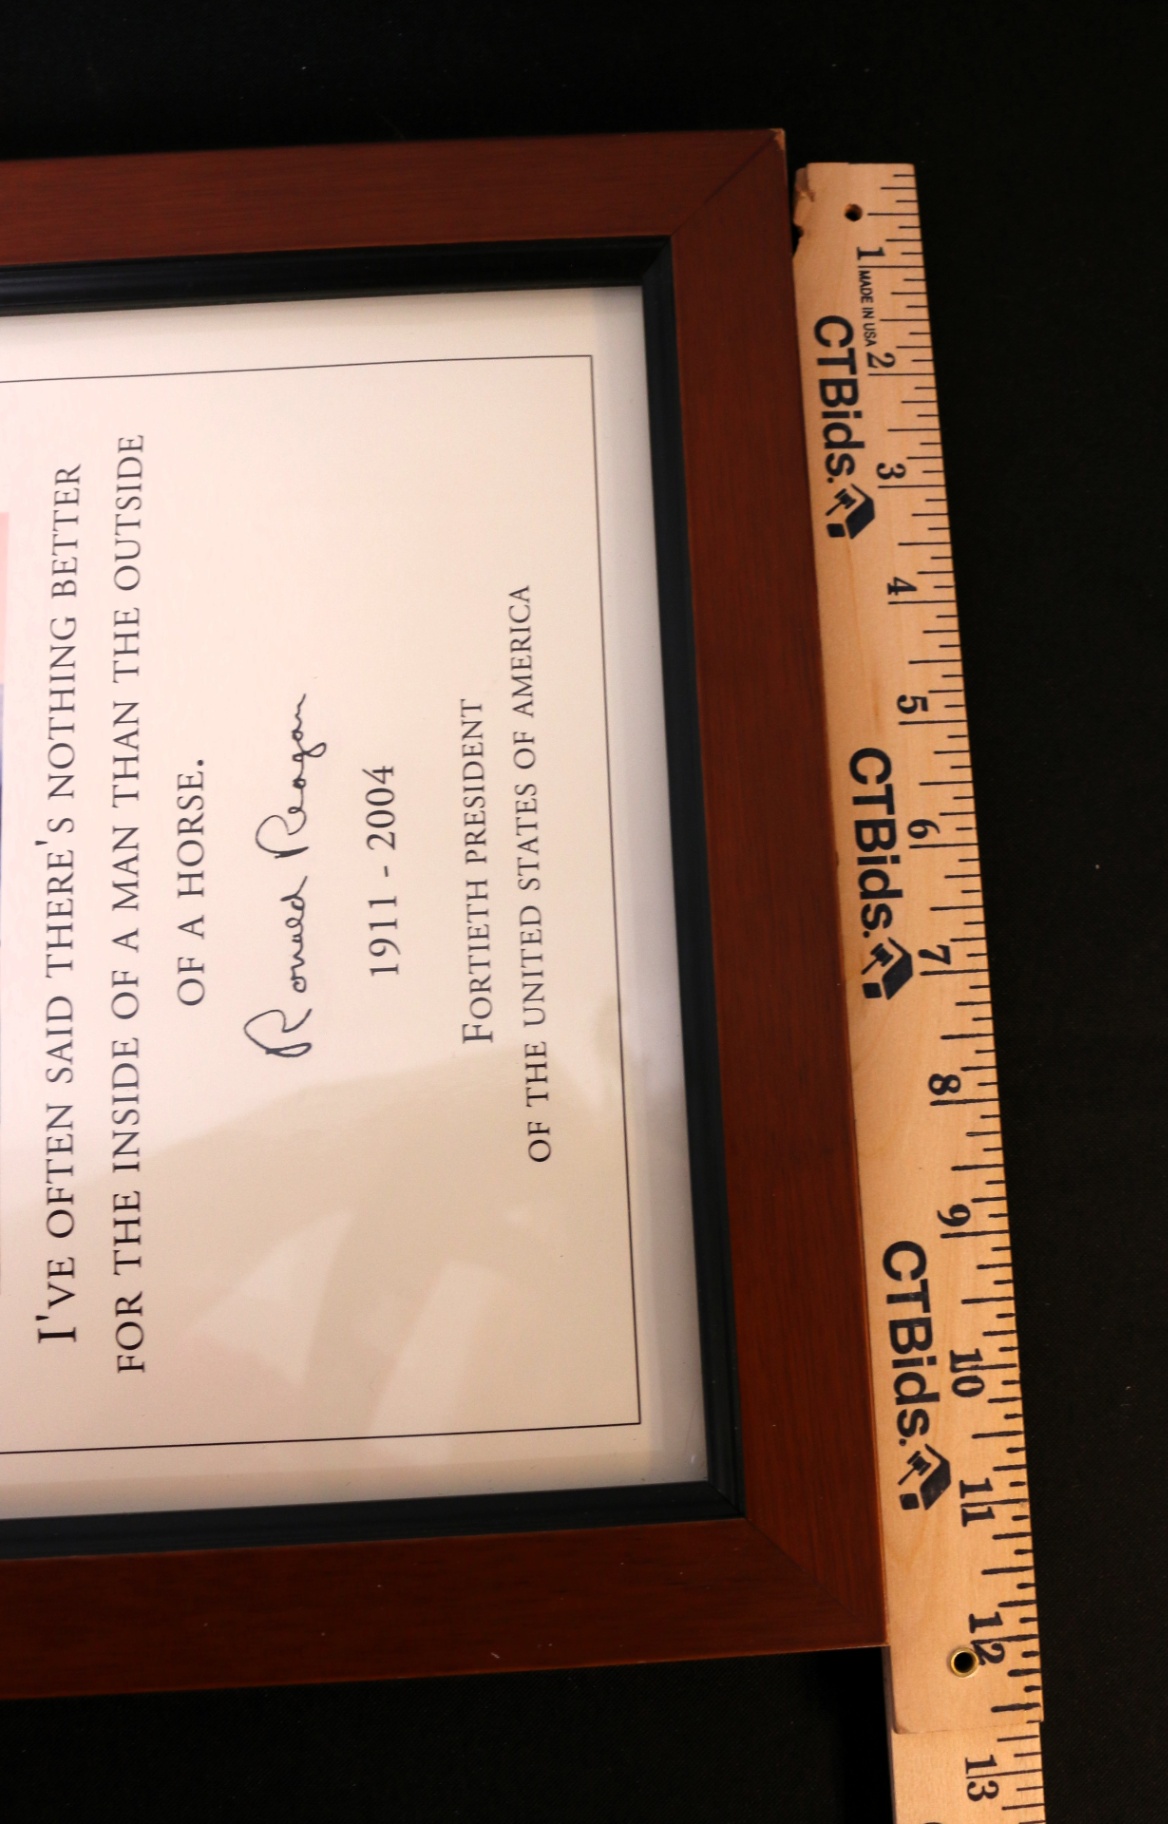 I'VE OFTEN SAID THERE'S NOTHING BETTER
FOR THE INSIDE OF A MAN THAN THE OUTSIDE
OF A HORSE.
Ronald Reagan
1911 - 2004
FORTIETH PRESIDENT
OF THE UNITED STATES OF AMERICA
1
MADE IN USA
2
CTBids.
3
4
5
CTBids.
6
7
8
9
CTBids.
10
11
12
13